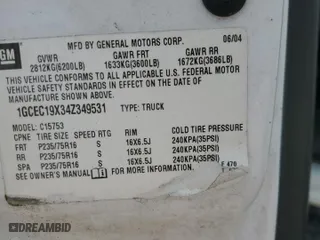 GM
MFD BY GENERAL MOTORS CORP. 06/04
GVWR GAWR FRT GAWR RR
2812KG(6200LB) 1633KG(3600LB) 1672KG(3686LB)
THIS VEHICLE CONFORMS TO ALL APPLICABLE U.S. FEDERAL MOTOR
VEHICLE SAFETY STANDARDS IN EFFECT ON THE DATE OF
MANUFACTURE SHOWN ABOVE.
1GCEC19X34Z349531 TYPE: TRUCK
MODEL: C15753
CPNE TIRE SIZE SPEED RTG RIM COLD TIRE PRESSURE
FRT P235/75R16 S 16X6.5J 240KPA(35PSI)
RR P235/75R16 S 16X6.5J 240KPA(35PSI)
SPA P235/75R16 S 16X6.5J 240KPA(35PSI)
SEE OWNER'S MANUAL
F 470
AUTOBIDMASTER